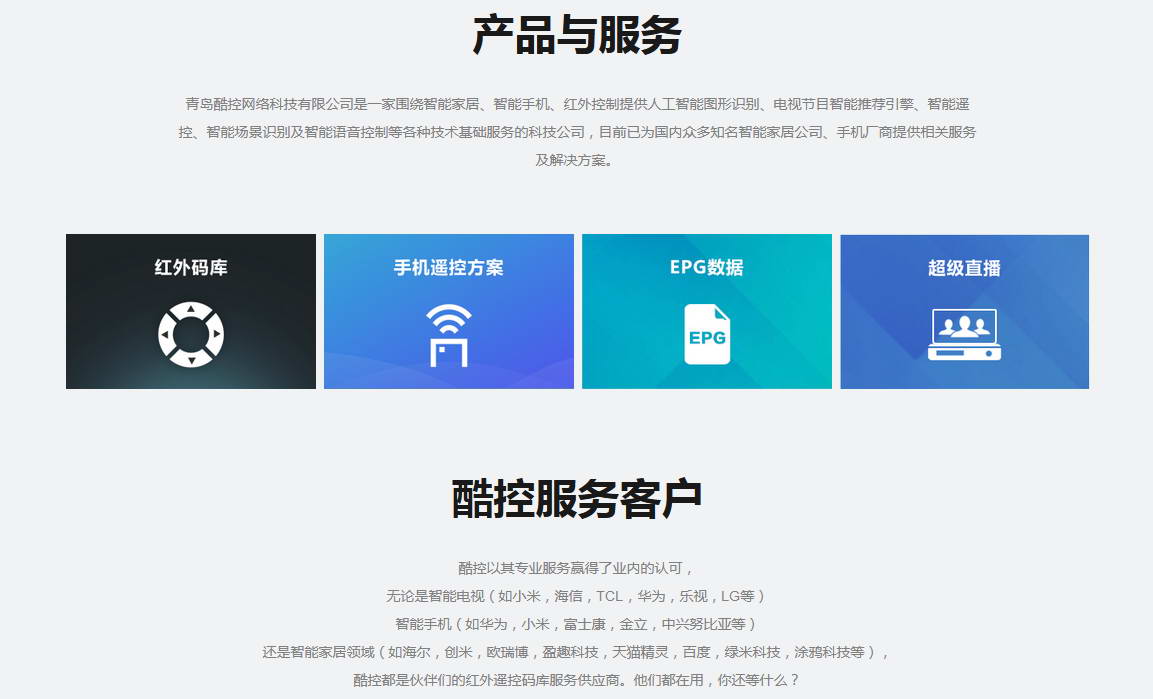 产品与服务
青岛酷控网络科技有限公司是一家围绕智能家居、智能手机、红外控制提供人工智能图形识别、电视节目智能推荐引擎、智能遥
控、智能场景识别及智能语音控制等各种技术基础服务的科技公司，目前已为国内众多知名智能家居公司、手机厂商提供相关服务
及解决方案。
红外码库
手机遥控方案
EPG数据
EPG
超级直播
酷控服务客户
酷控以其专业服务赢得了业内的认可，
无论是智能电视（如小米，海信，TCL，华为，乐视，LG等）
智能手机（如华为，小米，富士康，金立，中兴努比亚等）
还是智能家居领域（如海尔，创米，欧瑞博，盈趣科技，天猫精灵，百度，绿米科技，涂鸦科技等），
酷控都是伙伴们的红外遥控码库服务供应商。他们都在用，你还等什么？